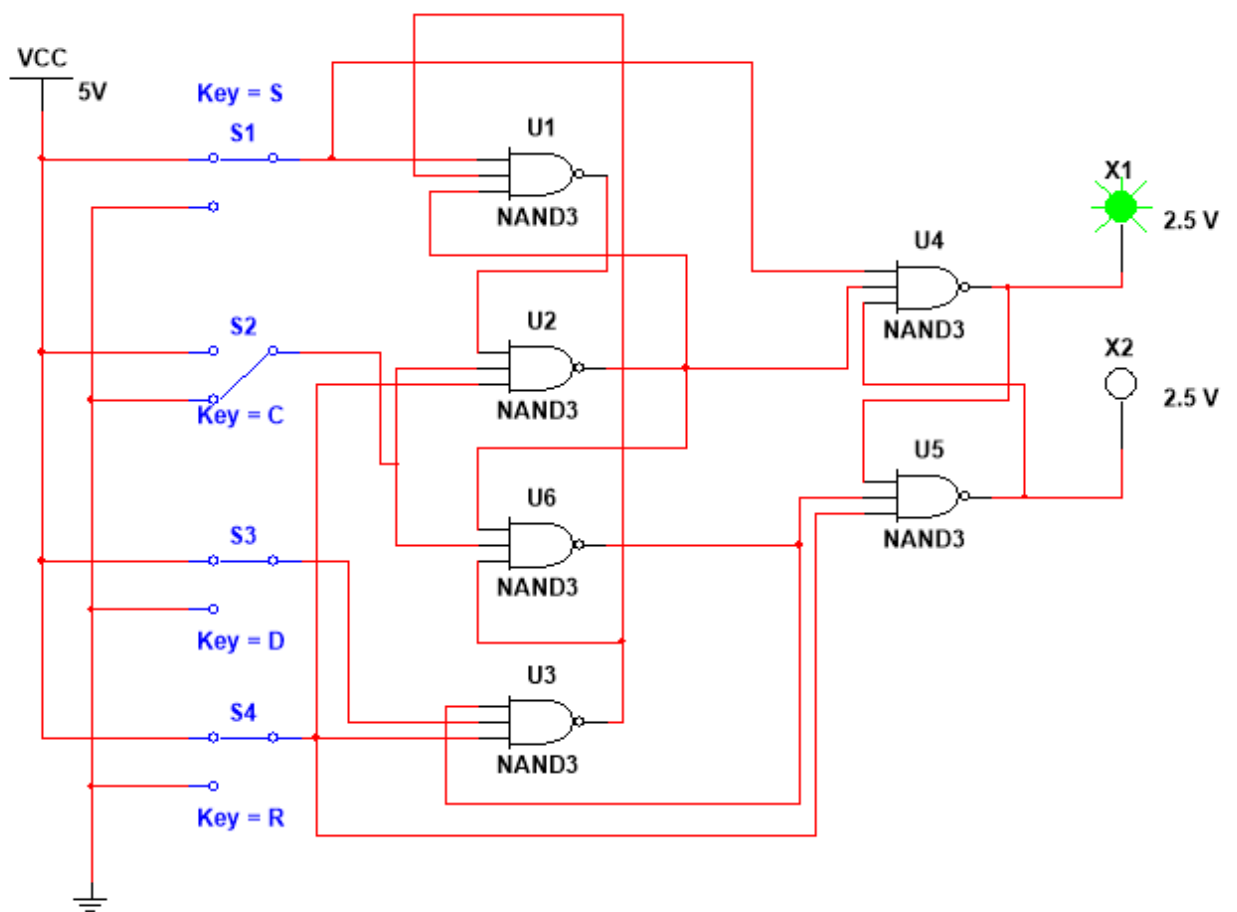 VCC
5V
Key = S
S1
U1
NAND3
X1
2.5 V
U4
NAND3
S2
Key = C
U2
NAND3
X2
2.5 V
U5
NAND3
U6
NAND3
S3
Key = D
U3
NAND3
S4
Key = R